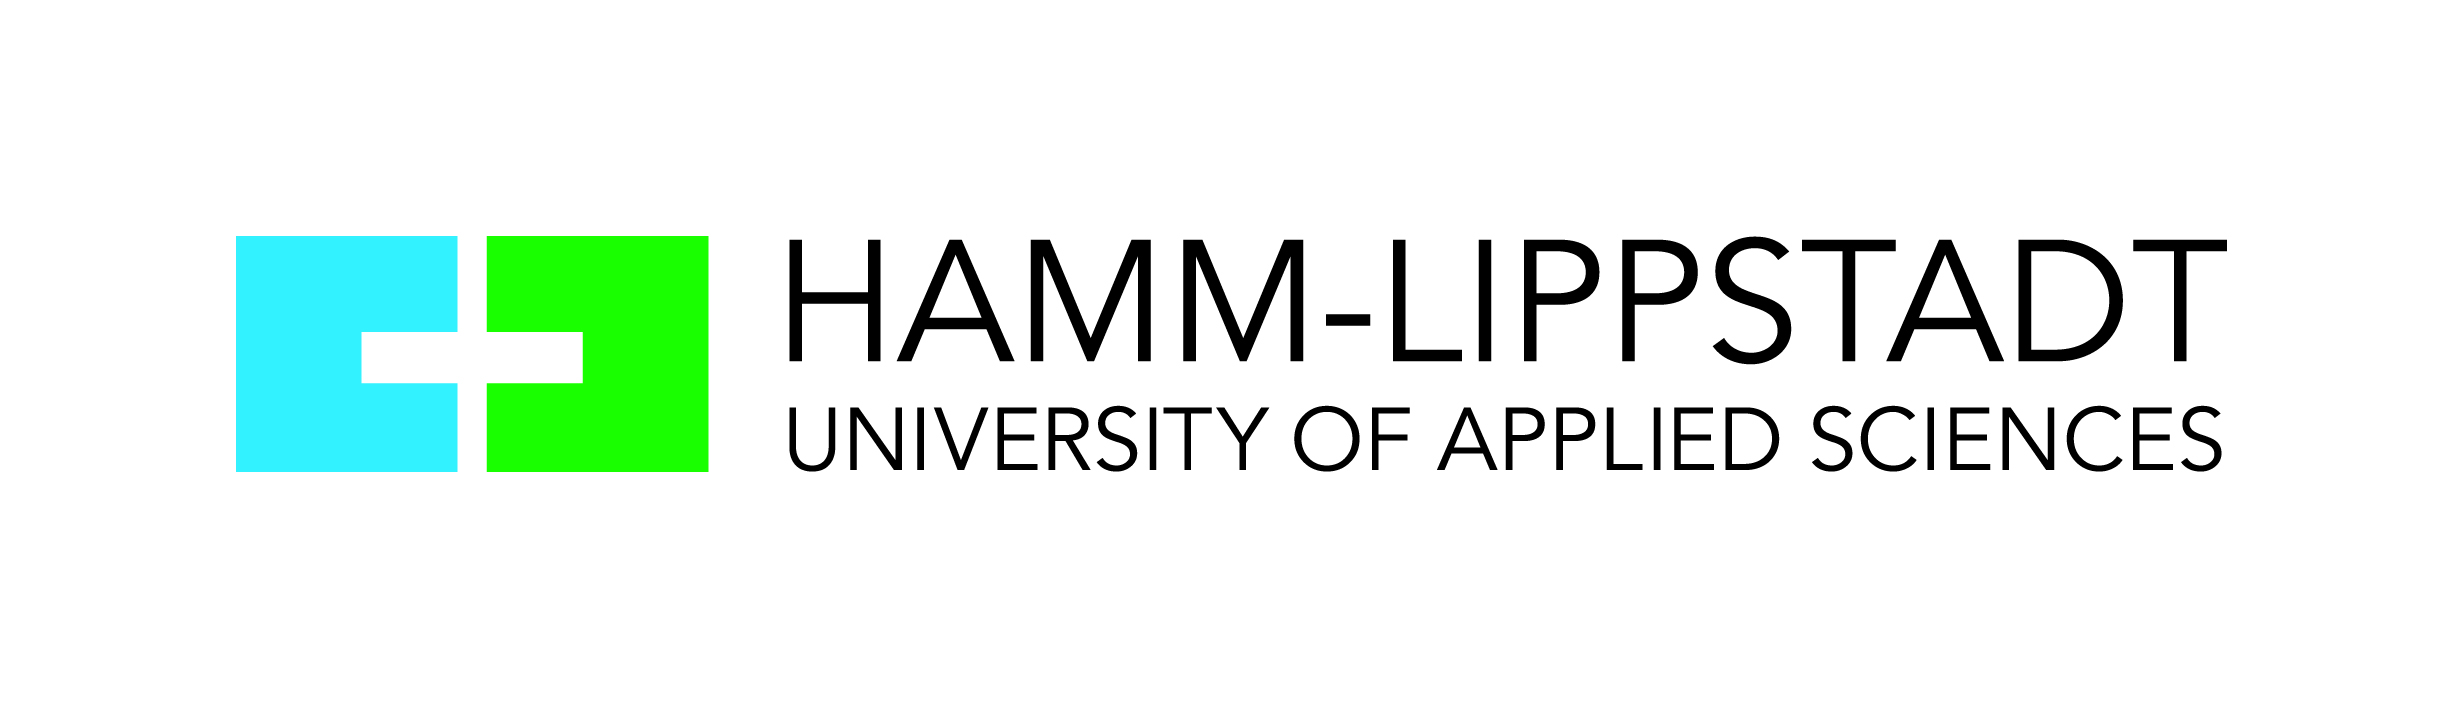 HAMM-LIPPSTADT
UNIVERSITY OF APPLIED SCIENCES